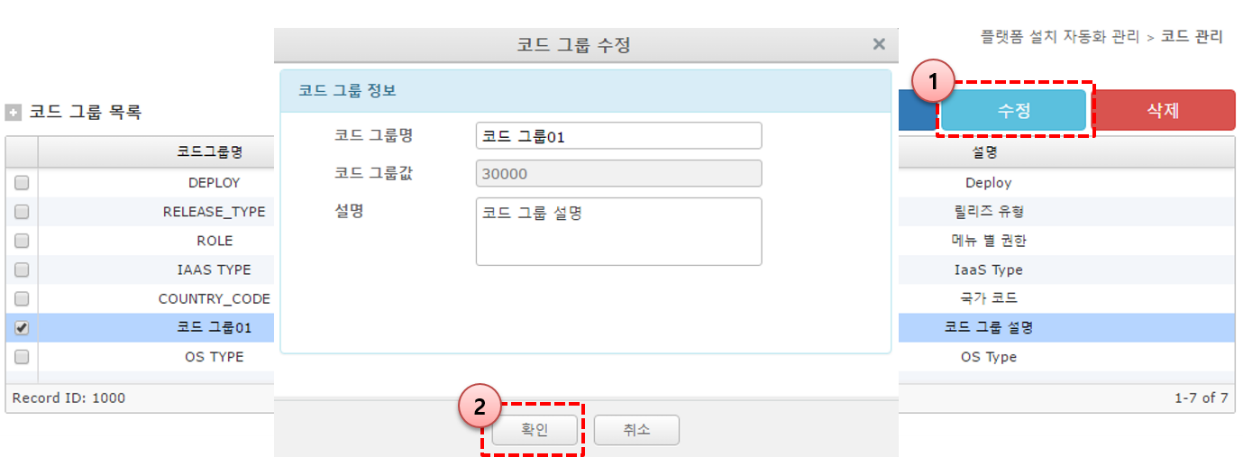 플랫폼 설치 자동화 관리 > 코드 관리
코드 그룹 수정 ×
코드 그룹 정보
코드 그룹명 코드 그룹01
코드 그룹값 30000
설명 코드 그룹 설명
확인 취소
1
2
코드 그룹 목록
수정 삭제
코드그룹명 설명
DEPLOY Deploy
RELEASE_TYPE 릴리즈 유형
ROLE 메뉴 별 권한
IAAS TYPE IaaS Type
COUNTRY_CODE 국가 코드
코드 그룹01 코드 그룹 설명
OS TYPE OS Type
Record ID: 1000 1-7 of 7